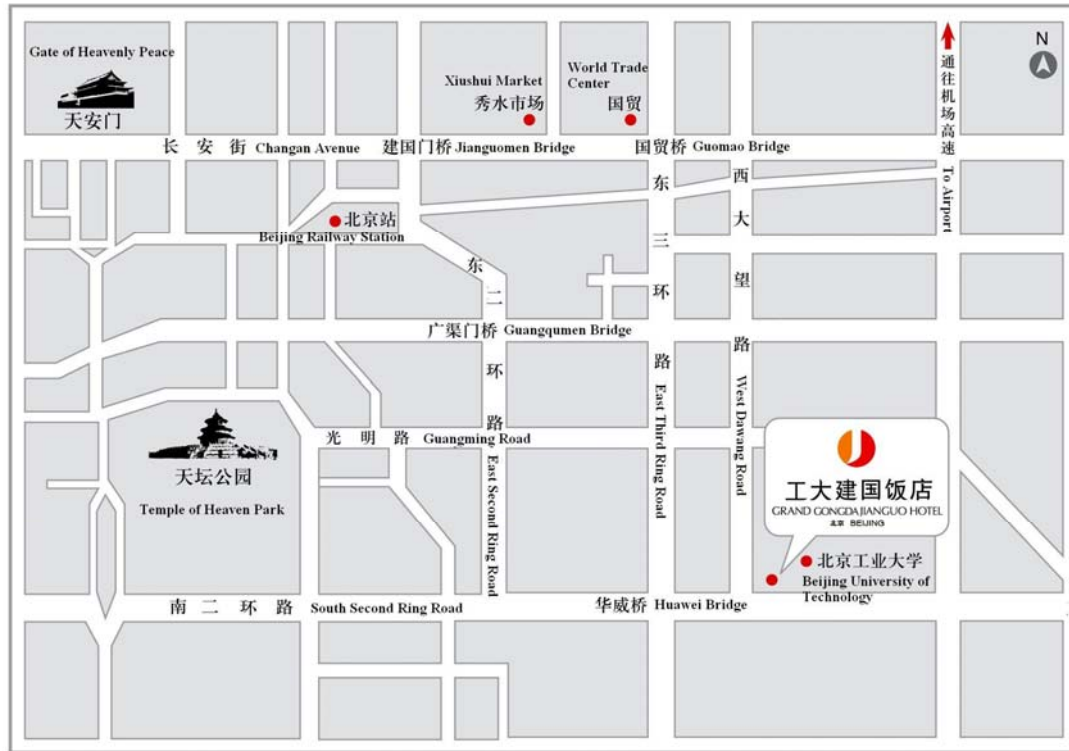 Gate of Heavenly Peace
天安门
Xiushui Market
秀水市场
World Trade
Center
国贸
N
通往机场高速 To Airport
长安街 Changan Avenue
建国门桥 Jianguomen Bridge
国贸桥 Guomao Bridge
北京站
Beijing Railway Station
东二环路 East Second Ring Road
东三环路 East Third Ring Road
西大望路 West Dawang Road
广渠门桥 Guangqumen Bridge
光明路 Guangming Road
天坛公园
Temple of Heaven Park
工大建国饭店
GRAND GONGDAJIANGUO HOTEL
北京 BEIJING
北京工业大学
Beijing University of
Technology
南二环路 South Second Ring Road
华威桥 Huawei Bridge